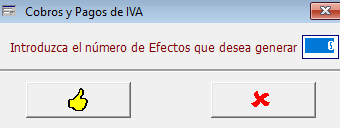 Cobros y Pagos de IVA
Introduzca el número de Efectos que desea generar